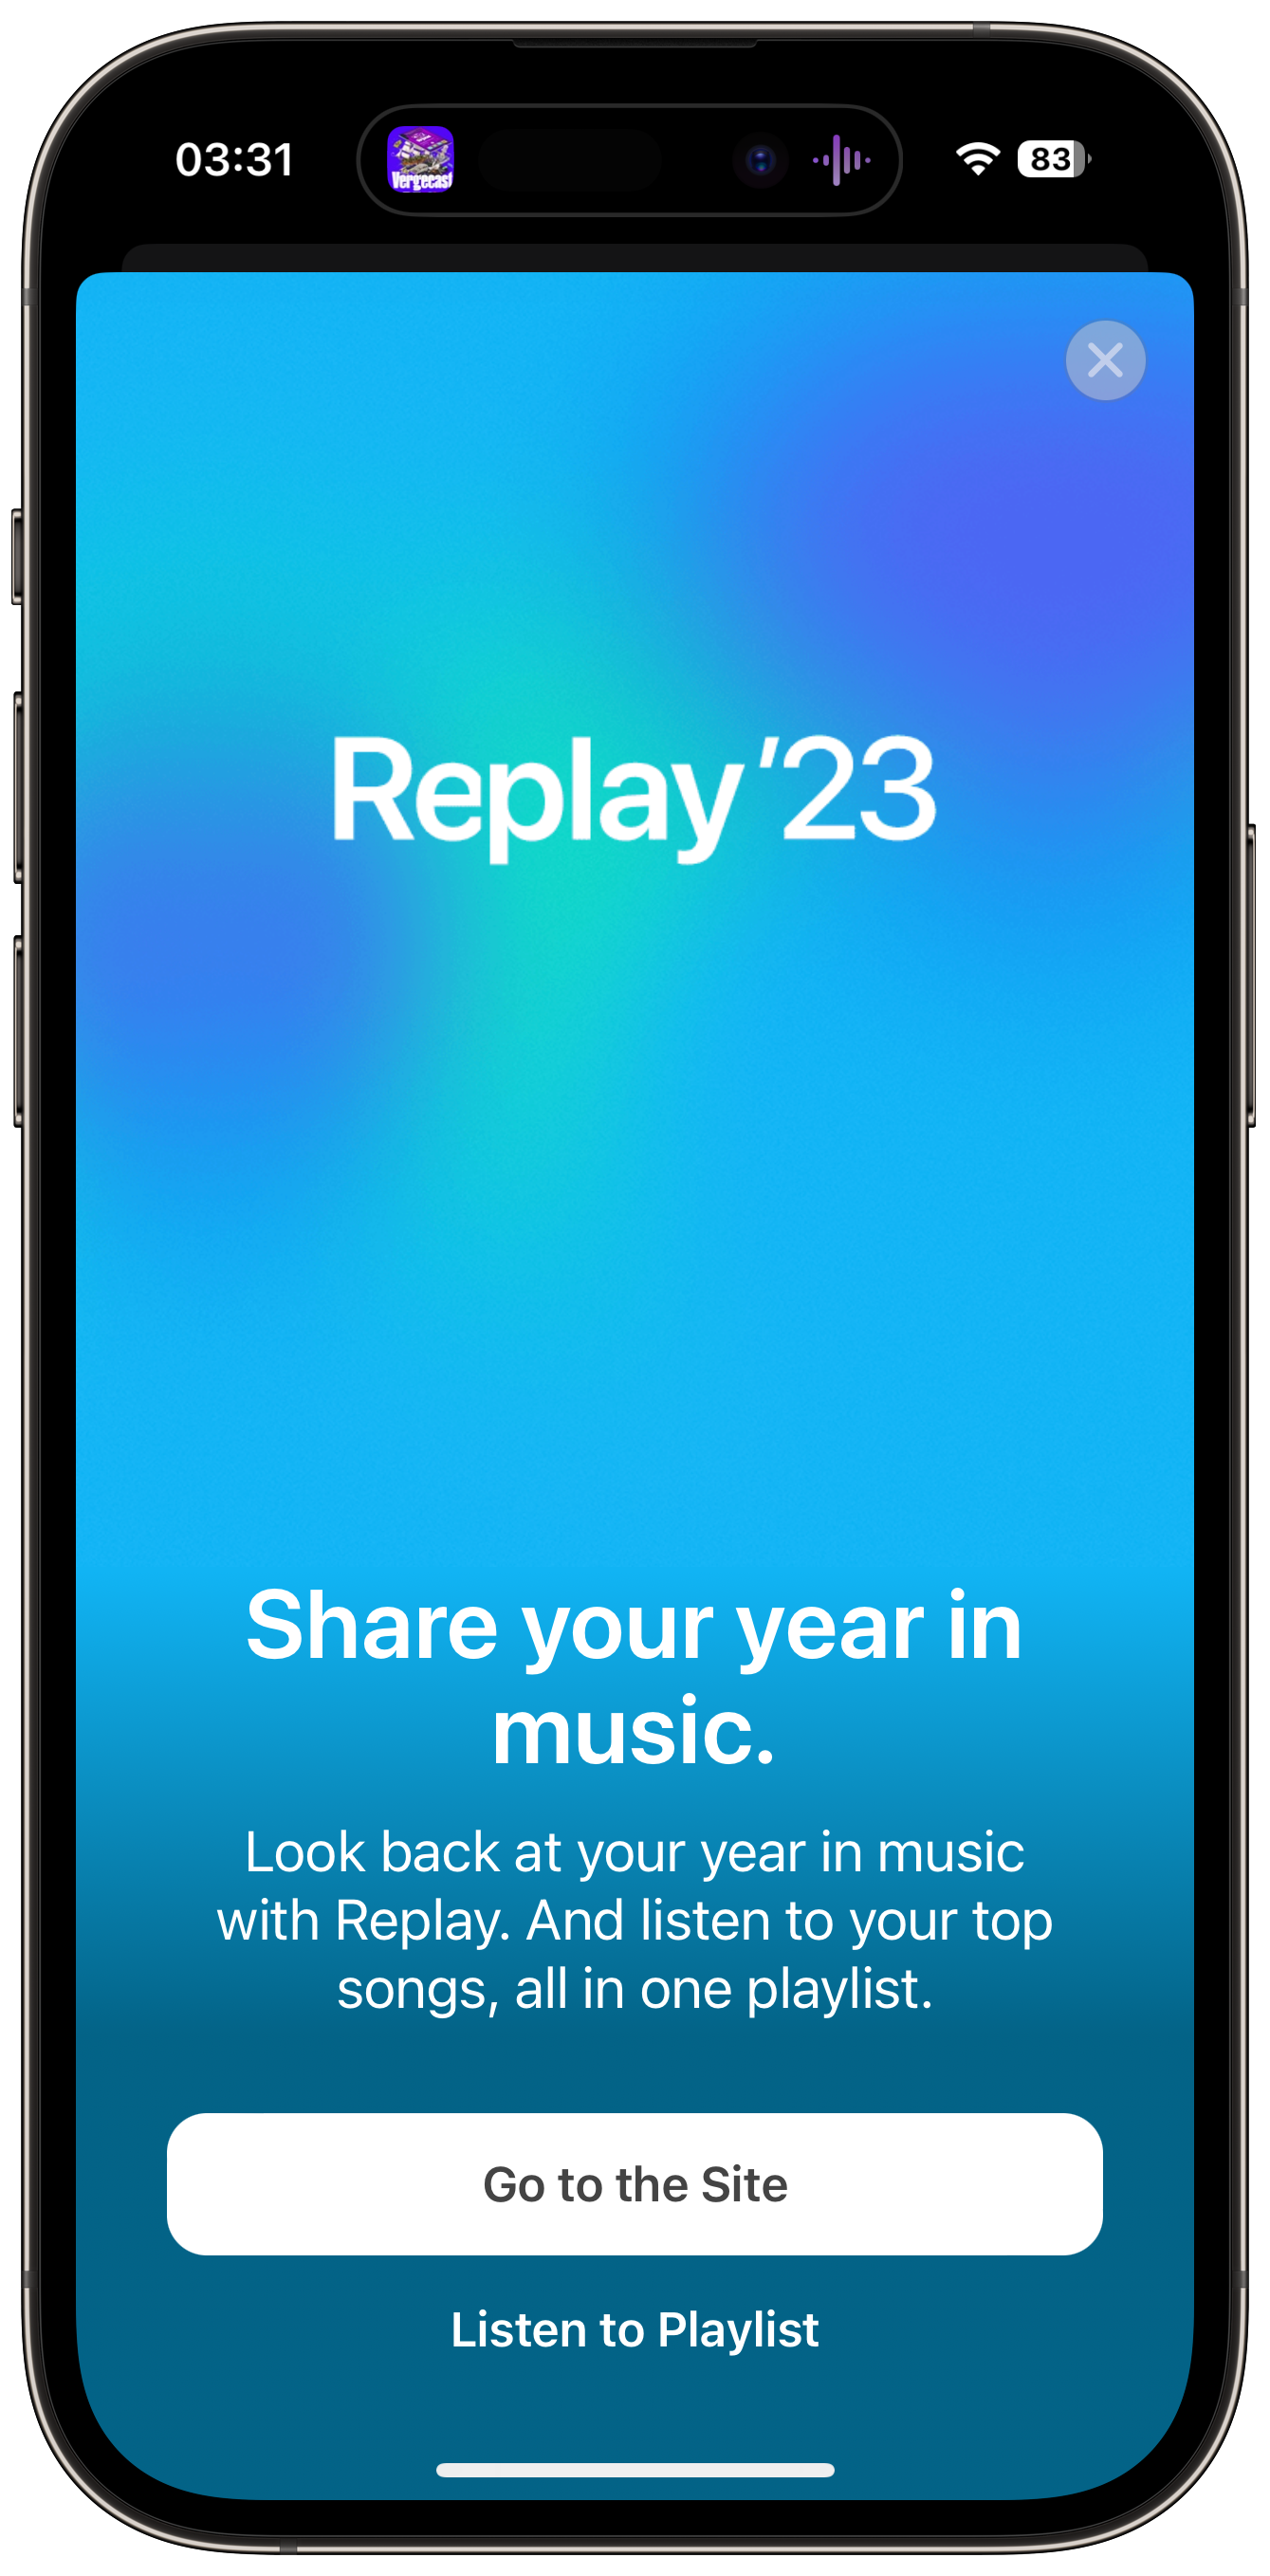 03:31
Vergecast
83
Replay’23
Share your year in
music.
Look back at your year in music
with Replay. And listen to your top
songs, all in one playlist.
Go to the Site
Listen to Playlist